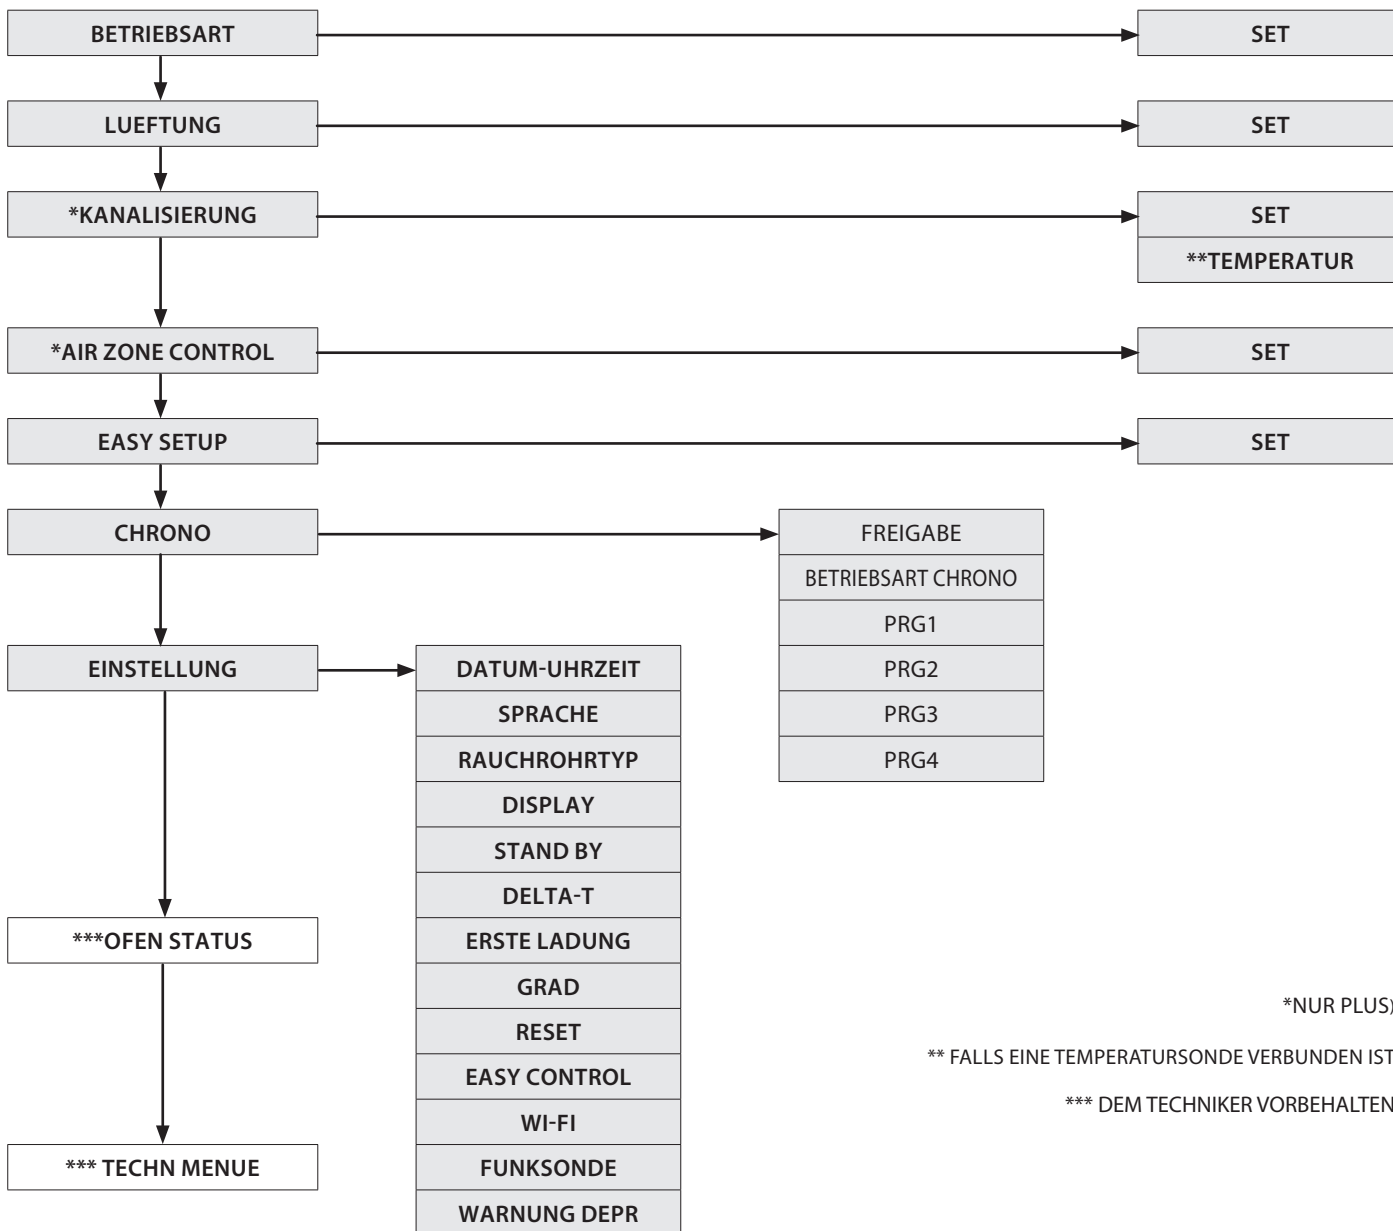 BETRIEBSART
SET
LUEFTUNG
SET
*KANALISIERUNG
SET
**TEMPERATUR
*AIR ZONE CONTROL
SET
EASY SETUP
SET
CHRONO
FREIGABE
BETRIEBSART CHRONO
PRG1
PRG2
PRG3
PRG4
EINSTELLUNG
DATUM-UHRZEIT
SPRACHE
RAUCHROHRTYP
DISPLAY
STAND BY
DELTA-T
ERSTE LADUNG
GRAD
RESET
EASY CONTROL
WI-FI
FUNKSONDE
WARNUNG DEPR
***OFEN STATUS
*** TECHN MENUE
*NUR PLUS)
** FALLS EINE TEMPERATURSONDE VERBUNDEN IST
*** DEM TECHNIKER VORBEHALTEN